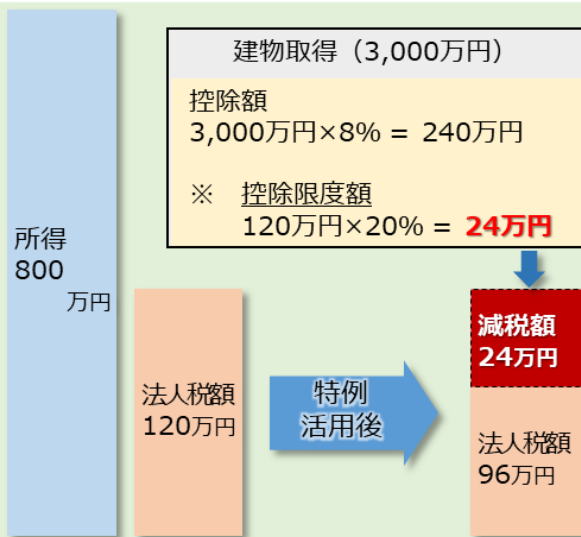 建物取得（3,000万円）
控除額
3,000万円×8% = 240万円
※ 控除限度額
120万円×20% = 24万円
所得
800
万円
法人税額
120万円
特例
活用後
減税額
24万円
法人税額
96万円